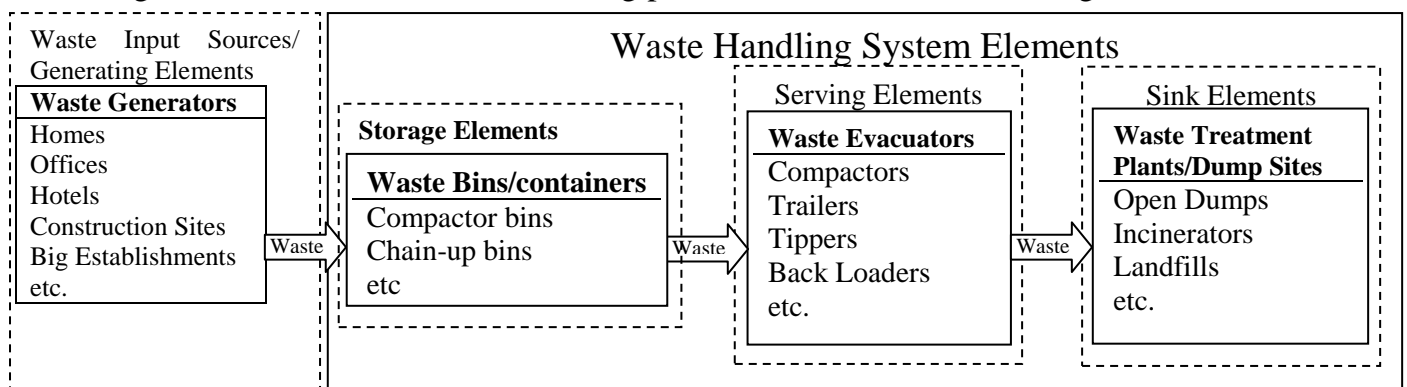 Waste Input Sources/
Generating Elements
Waste Generators
Homes
Offices
Hotels
Construction Sites
Big Establishments
etc.
Waste
Waste Handling System Elements
Storage Elements
Waste Bins/containers
Compactor bins
Chain-up bins
etc
Waste
Serving Elements
Waste Evacuators
Compactors
Trailers
Tippers
Back Loaders
etc.
Waste
Sink Elements
Waste Treatment
Plants/Dump Sites
Open Dumps
Incinerators
Landfills
etc.